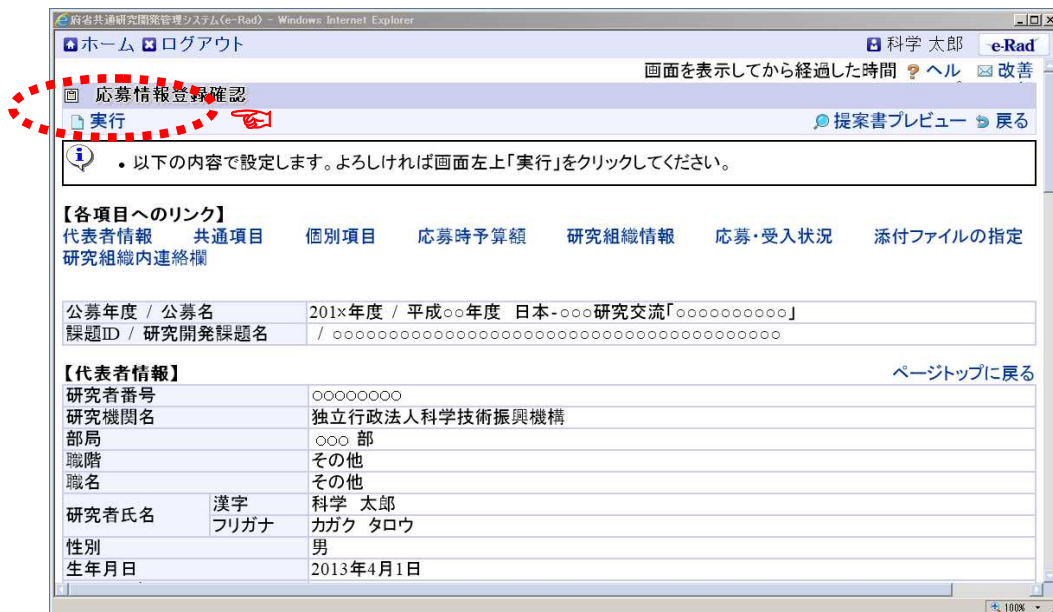 府省共通研究開発管理システム(e-Rad) - Windows Internet Explorer
ホーム ログアウト 科学 太郎 e-Rad
画面を表示してから経過した時間 ヘル 改善
応募情報登録確認
実行 提案書プレビュー 戻る
・以下の内容で設定します。よろしければ画面左上「実行」をクリックしてください。
【各項目へのリンク】
代表者情報 共通項目 個別項目 応募時予算額 研究組織情報 応募・受入状況 添付ファイルの指定
研究組織内連絡欄
公募年度 / 公募名 201×年度 / 平成○○年度 日本-○○○研究交流「○○○○○○○○○○」
課題ID / 研究開発課題名 / ○○○○○○○○○○○○○○○○○○○○○○○○○○○○○○○○○○○○○○○○
【代表者情報】 ページトップに戻る
研究者番号 ○○○○○○○○
研究機関名 独立行政法人科学技術振興機構
部局 ○○○ 部
職階 その他
職名 その他
研究者氏名 漢字 科学 太郎
フリガナ カガク タロウ
性別 男
生年月日 2013年4月1日
100%